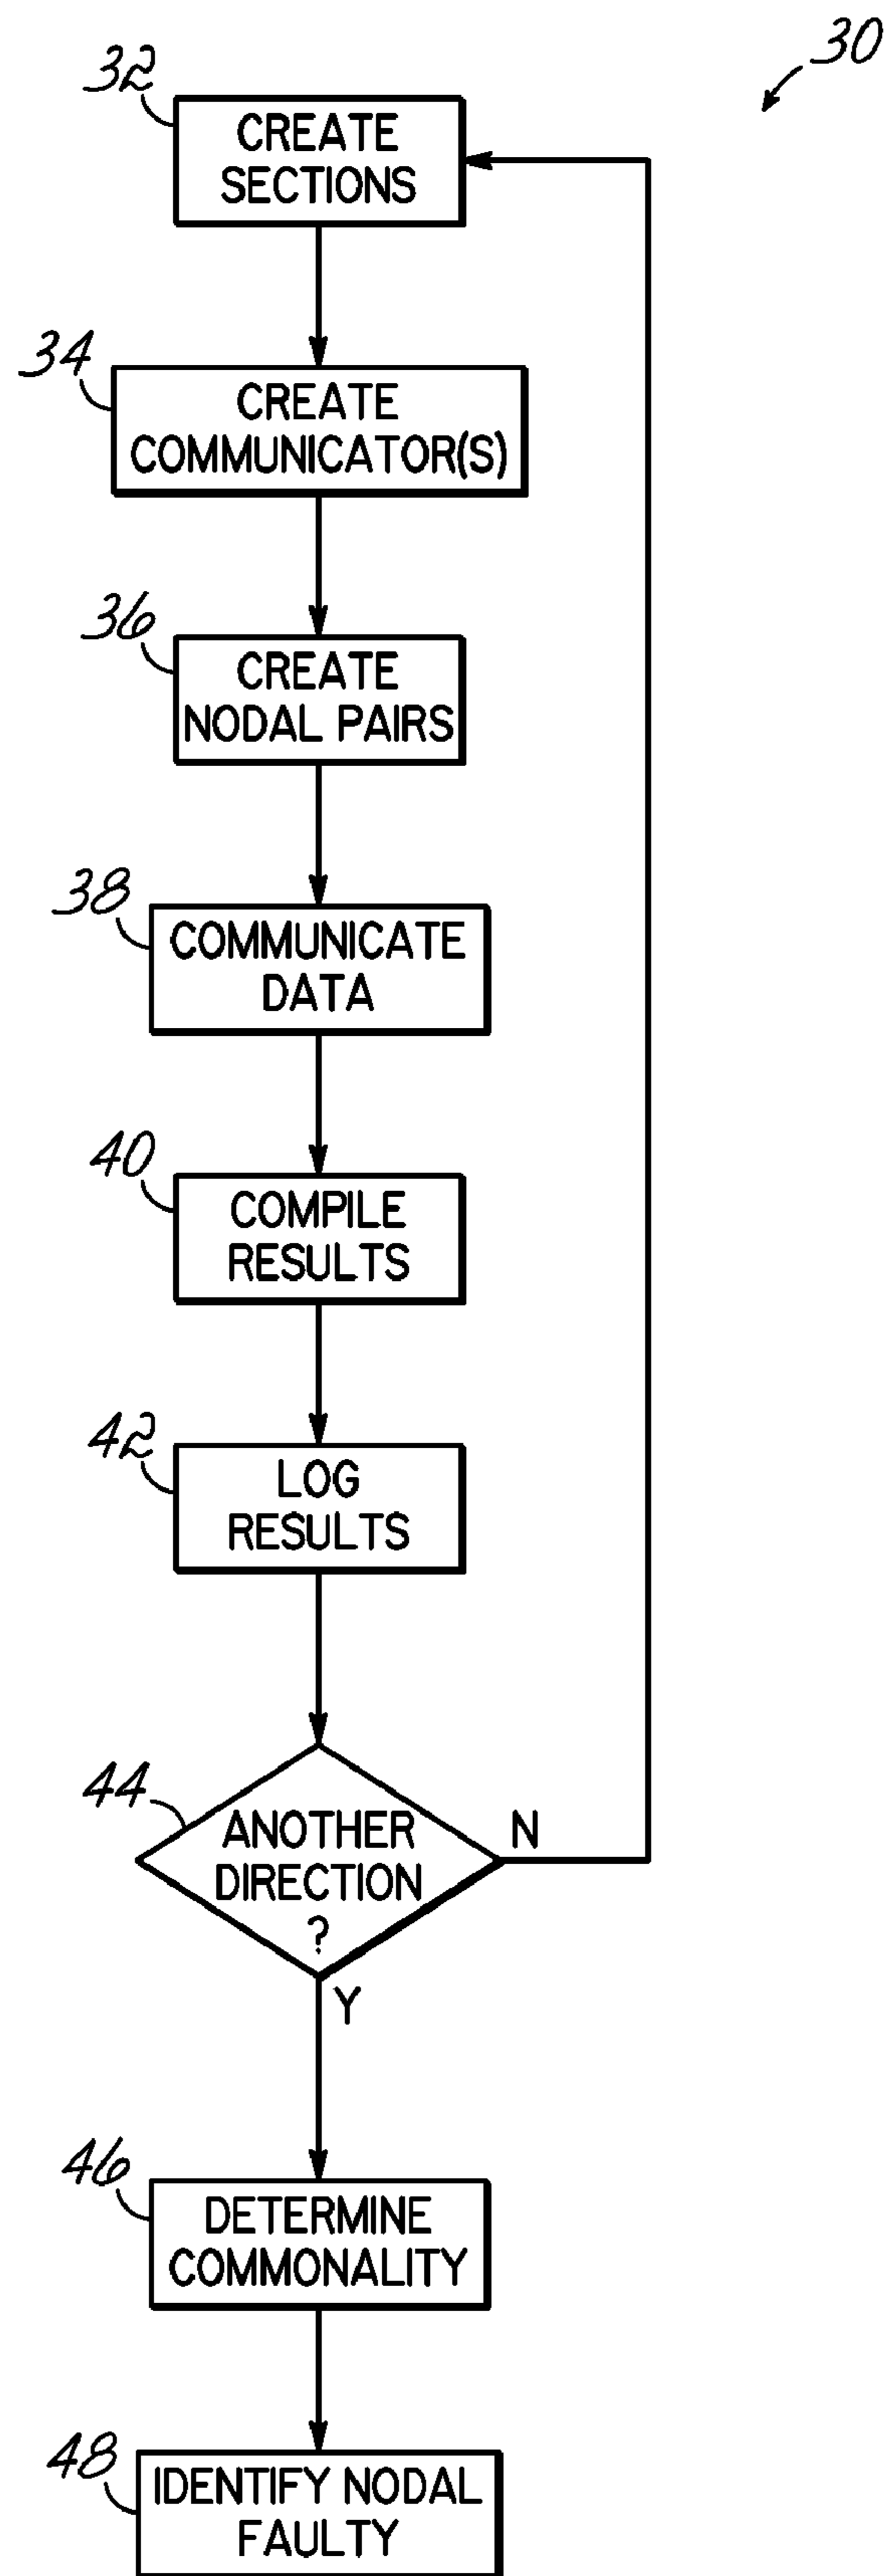 30
32
CREATE
SECTIONS
34
CREATE
COMMUNICATOR(S)
36
CREATE
NODAL PAIRS
38
COMMUNICATE
DATA
40
COMPILE
RESULTS
42
LOG
RESULTS
44
ANOTHER
DIRECTION
?
N
Y
46
DETERMINE
COMMONALITY
48
IDENTIFY NODAL
FAULTY